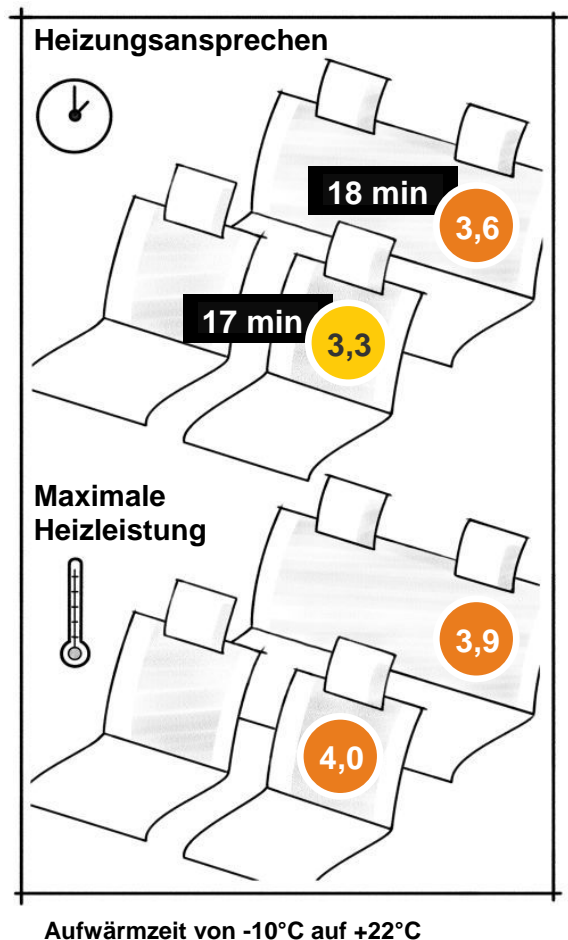 Heizungsansprechen
18 min
3,6
17 min
3,3
Maximale
Heizleistung
3,9
4,0
Aufwärmzeit von -10°C auf +22°C